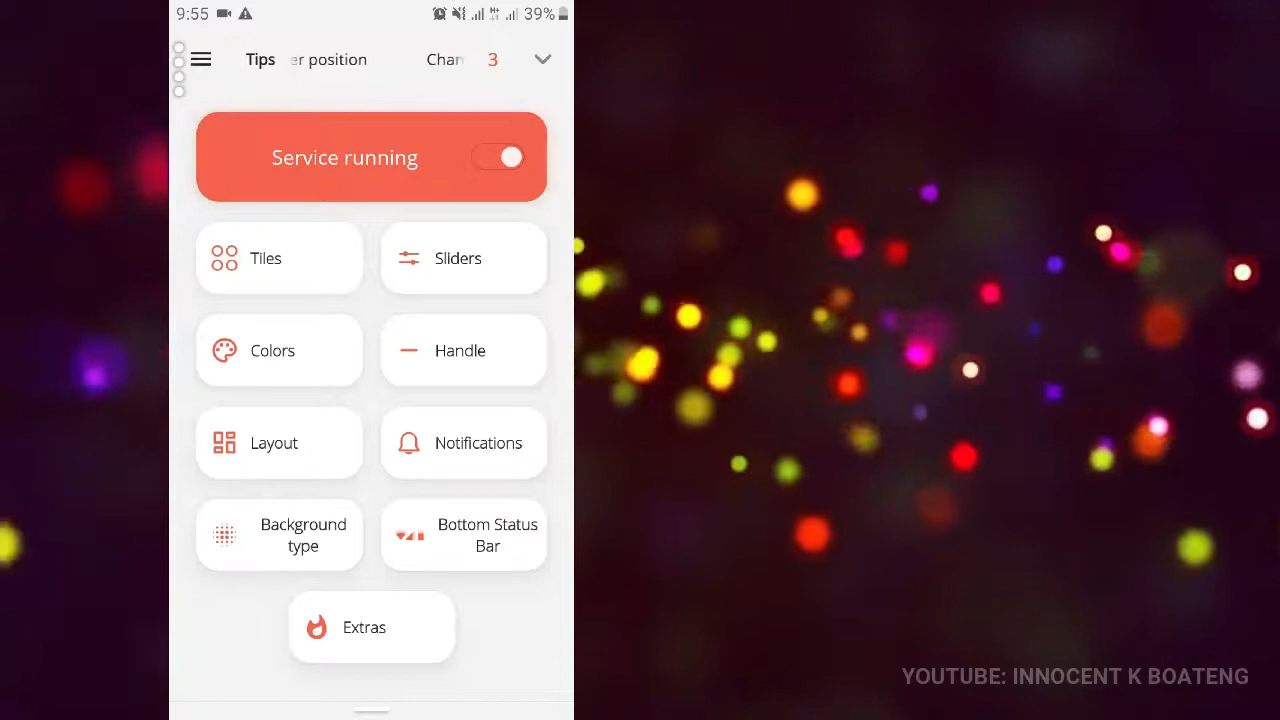 9:55 39%
Tips er position Chan 3
Service running
Tiles Sliders
Colors Handle
Layout Notifications
Background type
Bottom Status Bar
Extras
YOUTUBE: INNOCENT K BOATENG